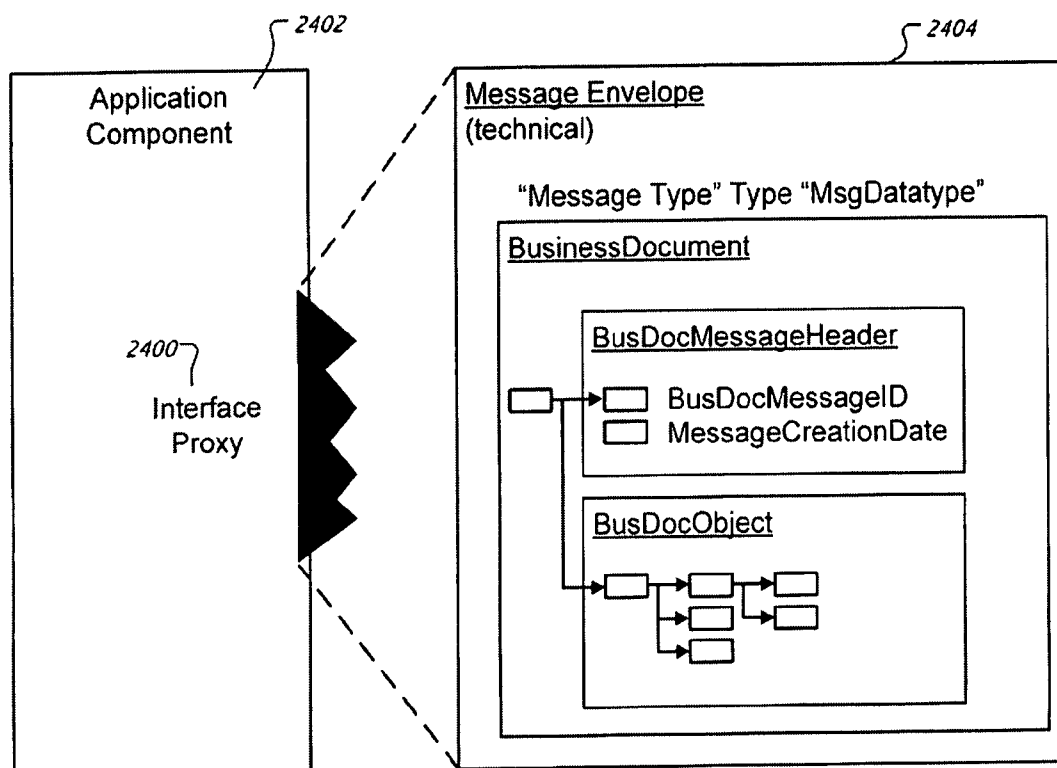 2402
2404
Application
Component
Message Envelope
(technical)
"Message Type" Type "MsgDatatype"
BusinessDocument
BusDocMessageHeader
2400
Interface
Proxy
BusDocMessageID
MessageCreationDate
BusDocObject